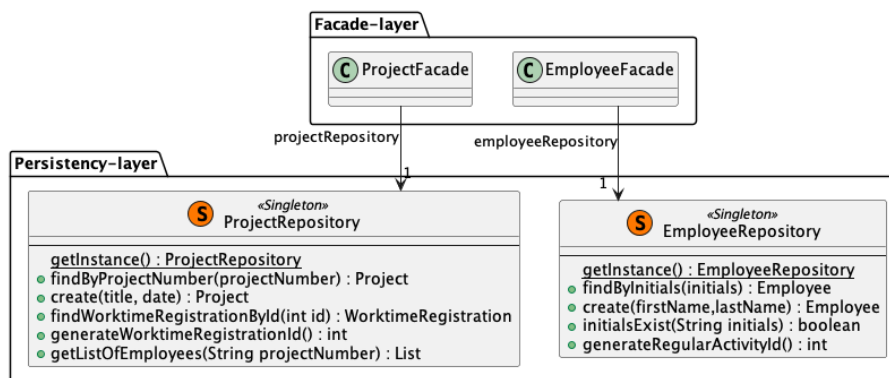 Facade-layer
C ProjectFacade
C EmployeeFacade
projectRepository
employeeRepository
1
1
Persistency-layer
«Singleton»
S ProjectRepository
getInstance() : ProjectRepository
findByProjectNumber(projectNumber) : Project
create(title, date) : Project
findWorktimeRegistrationById(int id) : WorktimeRegistration
generateWorktimeRegistrationId() : int
getListOfEmployees(String projectNumber) : List
«Singleton»
S EmployeeRepository
getInstance() : EmployeeRepository
findByInitials(initials) : Employee
create(firstName,lastName) : Employee
initialsExist(String initials) : boolean
generateRegularActivityId() : int